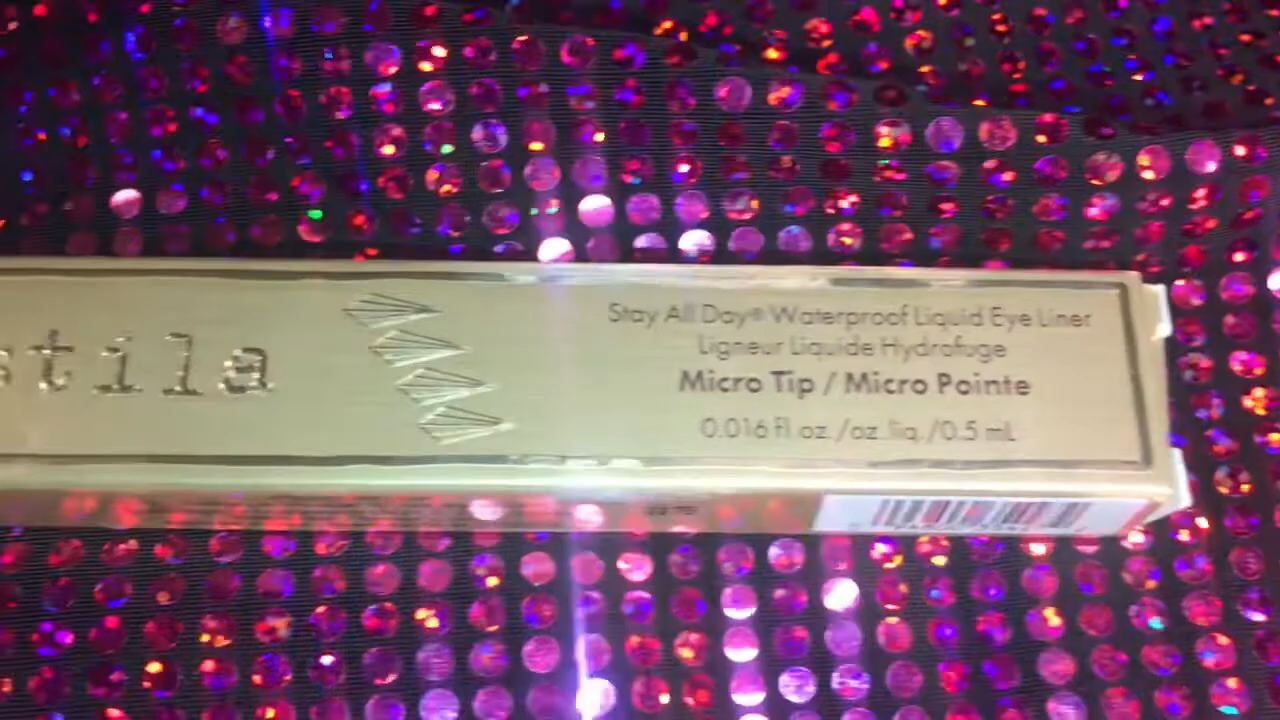 stila
Stay All Day® Waterproof Liquid Eye Liner
Ligneur Liquide Hydrofuge
Micro Tip / Micro Pointe
0.016 fl oz./oz. liq./0.5 mL